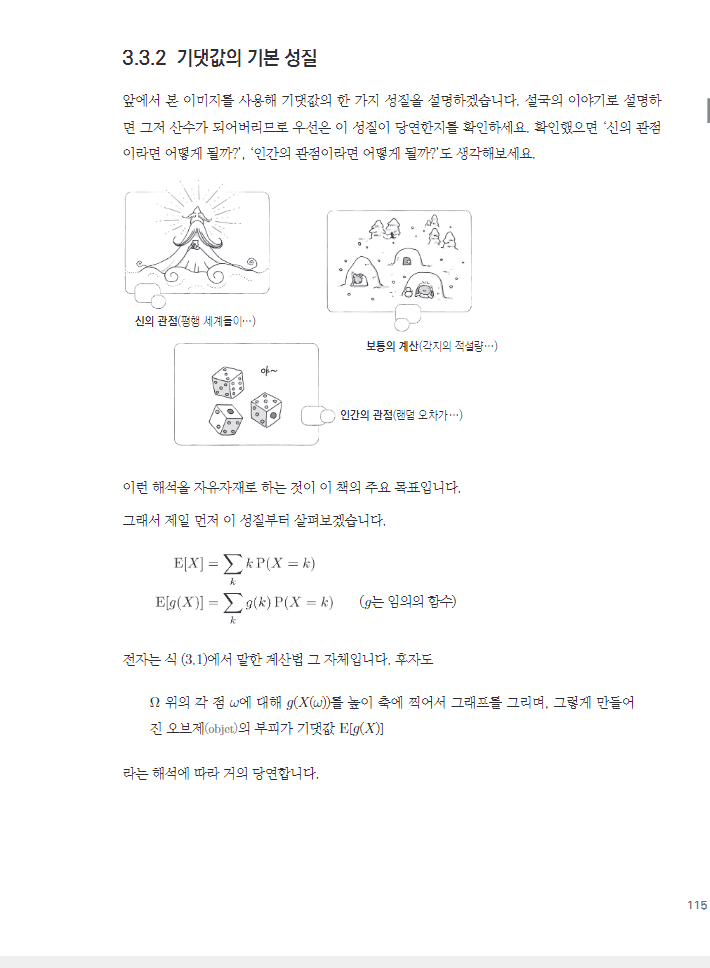 3.3.2 기댓값의 기본 성질
앞에서 본 이미지를 사용해 기댓값의 한 가지 성질을 설명하겠습니다. 설국의 이야기로 설명하
면 그저 산수가 되어버리므로 우선은 이 성질이 당연한지를 확인하세요. 확인했으면 ‘신의 관점
이라면 어떻게 될까?’, ‘인간의 관점이라면 어떻게 될까?’도 생각해보세요.
신의 관점(평행 세계들이…)
보통의 계산(각지의 적설량…)
야~
인간의 관점(랜덤 오차가…)
이런 해석을 자유자재로 하는 것이 이 책의 주요 목표입니다.
그래서 제일 먼저 이 성질부터 살펴보겠습니다.
E[X] = ∑_k k P(X = k)
E[g(X)] = ∑_k g(k) P(X = k) (g는 임의의 함수)
전자는 식 (3.1)에서 말한 계산법 그 자체입니다. 후자도
Ω 위의 각 점 ω에 대해 g(X(ω))를 높이 축에 찍어서 그래프를 그리며, 그렇게 만들어
진 오브제(objet)의 부피가 기댓값 E[g(X)]
라는 해석에 따라 거의 당연합니다.
115